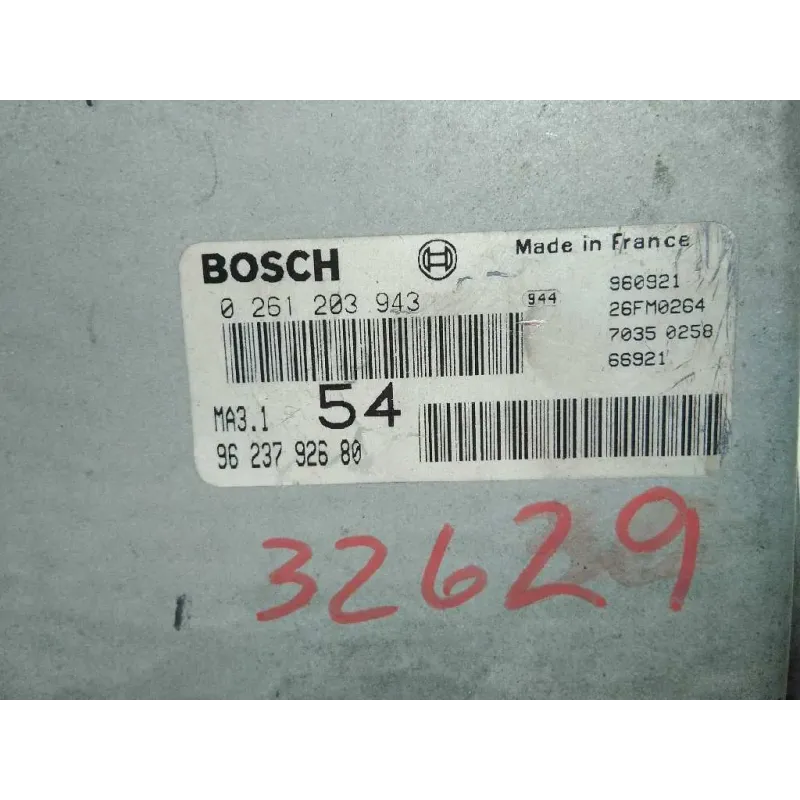 BOSCH
Made in France
0 261 203 943
944
960921
26FM0264
7035 0258
66921
MA3.1
54
96 237 926 80
32629